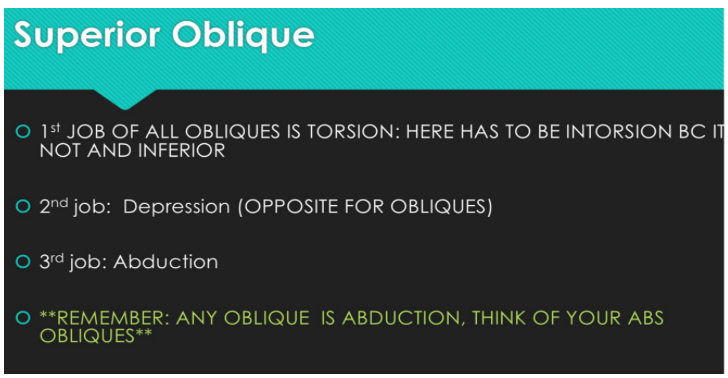 Superior Oblique
1st JOB OF ALL OBLIQUES IS TORSION: HERE HAS TO BE INTORSION BC IT
NOT AND INFERIOR
2nd job: Depression (OPPOSITE FOR OBLIQUES)
3rd job: Abduction
**REMEMBER: ANY OBLIQUE IS ABDUCTION, THINK OF YOUR ABS
OBLIQUES**